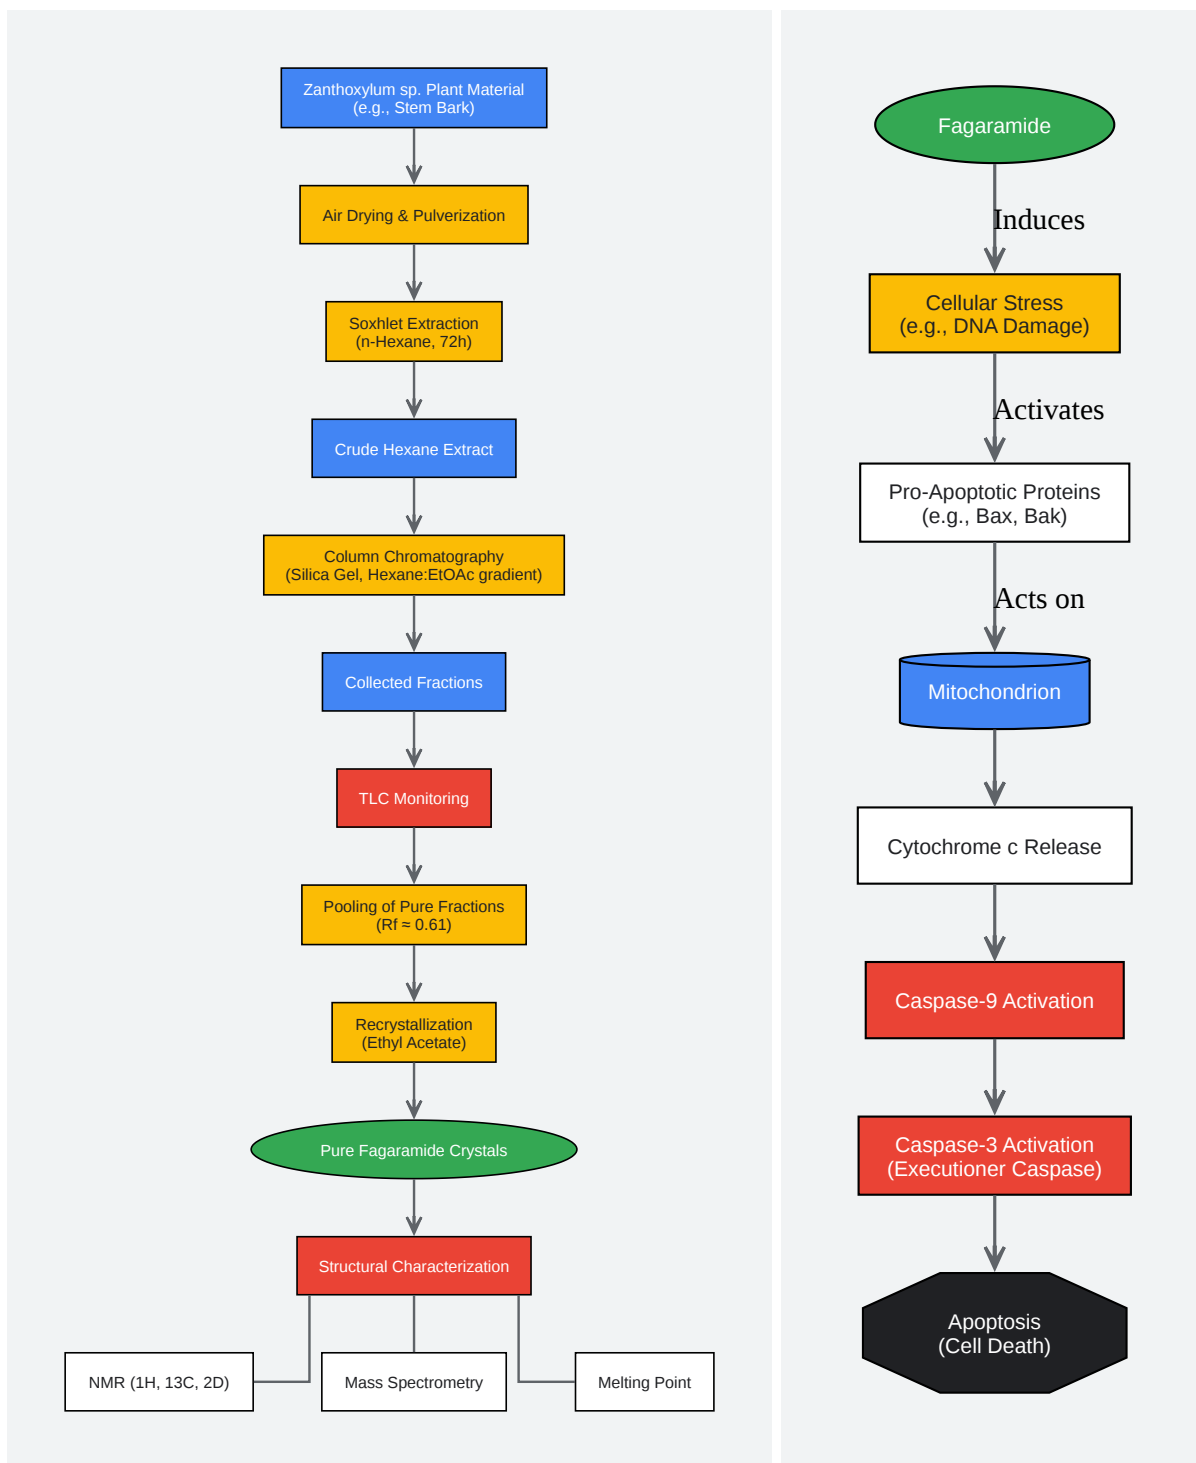 Zanthoxylum sp. Plant Material
(e.g., Stem Bark)
Air Drying & Pulverization
Soxhlet Extraction
(n-Hexane, 72h)
Crude Hexane Extract
Column Chromatography
(Silica Gel, Hexane:EtOAc gradient)
Collected Fractions
TLC Monitoring
Pooling of Pure Fractions
(Rf ≈ 0.61)
Recrystallization
(Ethyl Acetate)
Pure Fagaramide Crystals
Structural Characterization
NMR (1H, 13C, 2D)
Mass Spectrometry
Melting Point
Fagaramide
Induces
Cellular Stress
(e.g., DNA Damage)
Activates
Pro-Apoptotic Proteins
(e.g., Bax, Bak)
Acts on
Mitochondrion
Cytochrome c Release
Caspase-9 Activation
Caspase-3 Activation
(Executioner Caspase)
Apoptosis
(Cell Death)